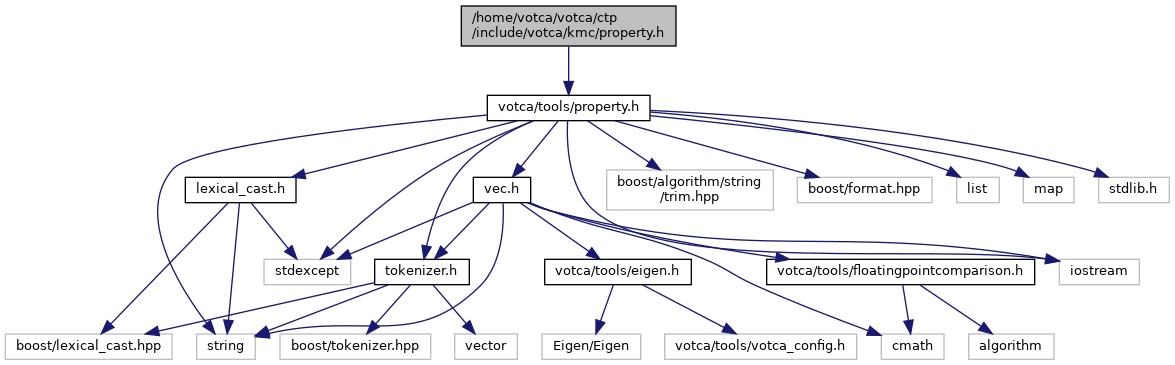 /home/votca/votca/ctp
/include/votca/kmc/property.h
votca/tools/property.h
lexical_cast.h
vec.h
boost/algorithm/string
/trim.hpp
boost/format.hpp
list
map
stdlib.h
stdexcept
tokenizer.h
votca/tools/eigen.h
votca/tools/floatingpointcomparison.h
iostream
boost/lexical_cast.hpp
string
boost/tokenizer.hpp
vector
Eigen/Eigen
votca/tools/votca_config.h
cmath
algorithm